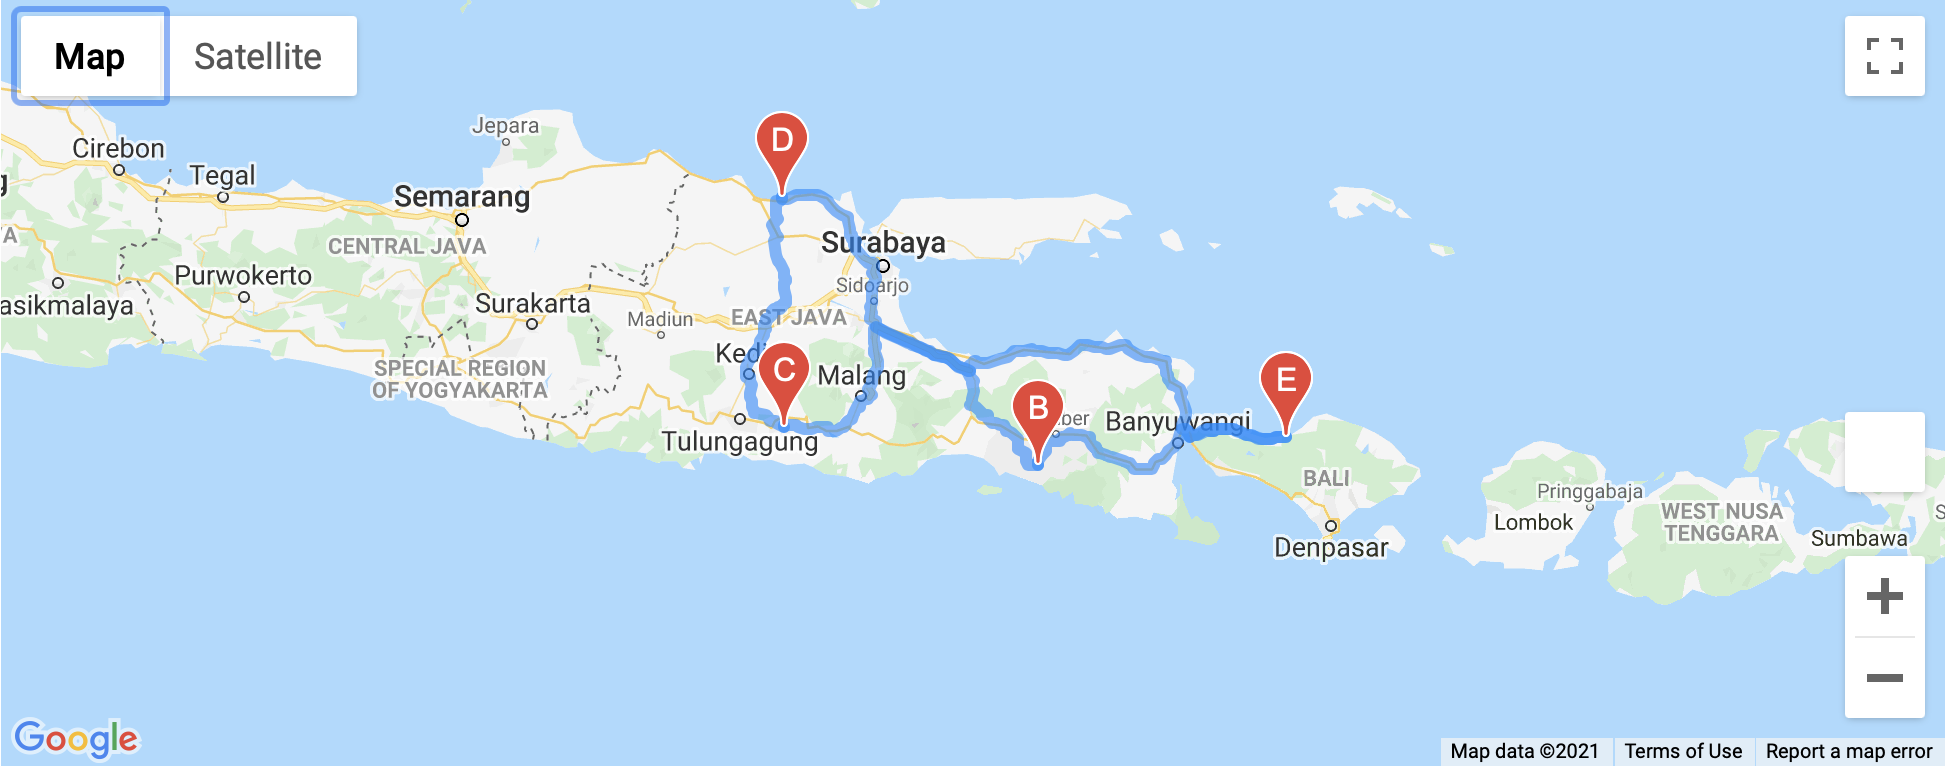 Map
Satellite
Jepara
Cirebon
Tegal
Semarang
CENTRAL JAVA
Purwokerto
asikmalaya
Surakarta
Madiun
Surabaya
Sidoarjo
EAST JAVA
SPECIAL REGION
OF YOGYAKARTA
Kedi
Malang
Tulungagung
ber
Banyuwangi
BALI
Denpasar
Pringgabaja
Lombok
WEST NUSA
TENGGARA
Sumbawa
A
B
C
D
E
Google
Map data ©2021
Terms of Use
Report a map error